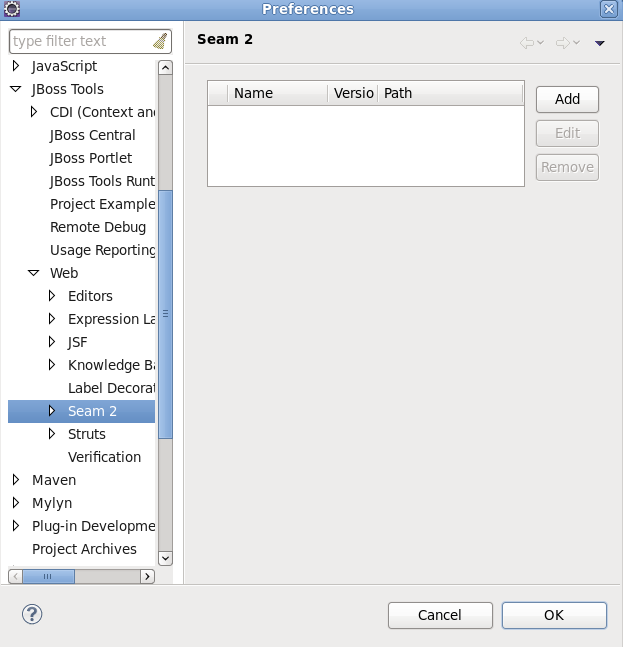 Preferences
type filter text
JavaScript
JBoss Tools
CDI (Context an
JBoss Central
JBoss Portlet
JBoss Tools Runt
Project Example
Remote Debug
Usage Reporting
Web
Editors
Expression La
JSF
Knowledge Ba
Label Decorat
Seam 2
Struts
Verification
Maven
Mylyn
Plug-in Developme
Project Archives
Seam 2
Name Versio Path
Add
Edit
Remove
Cancel OK